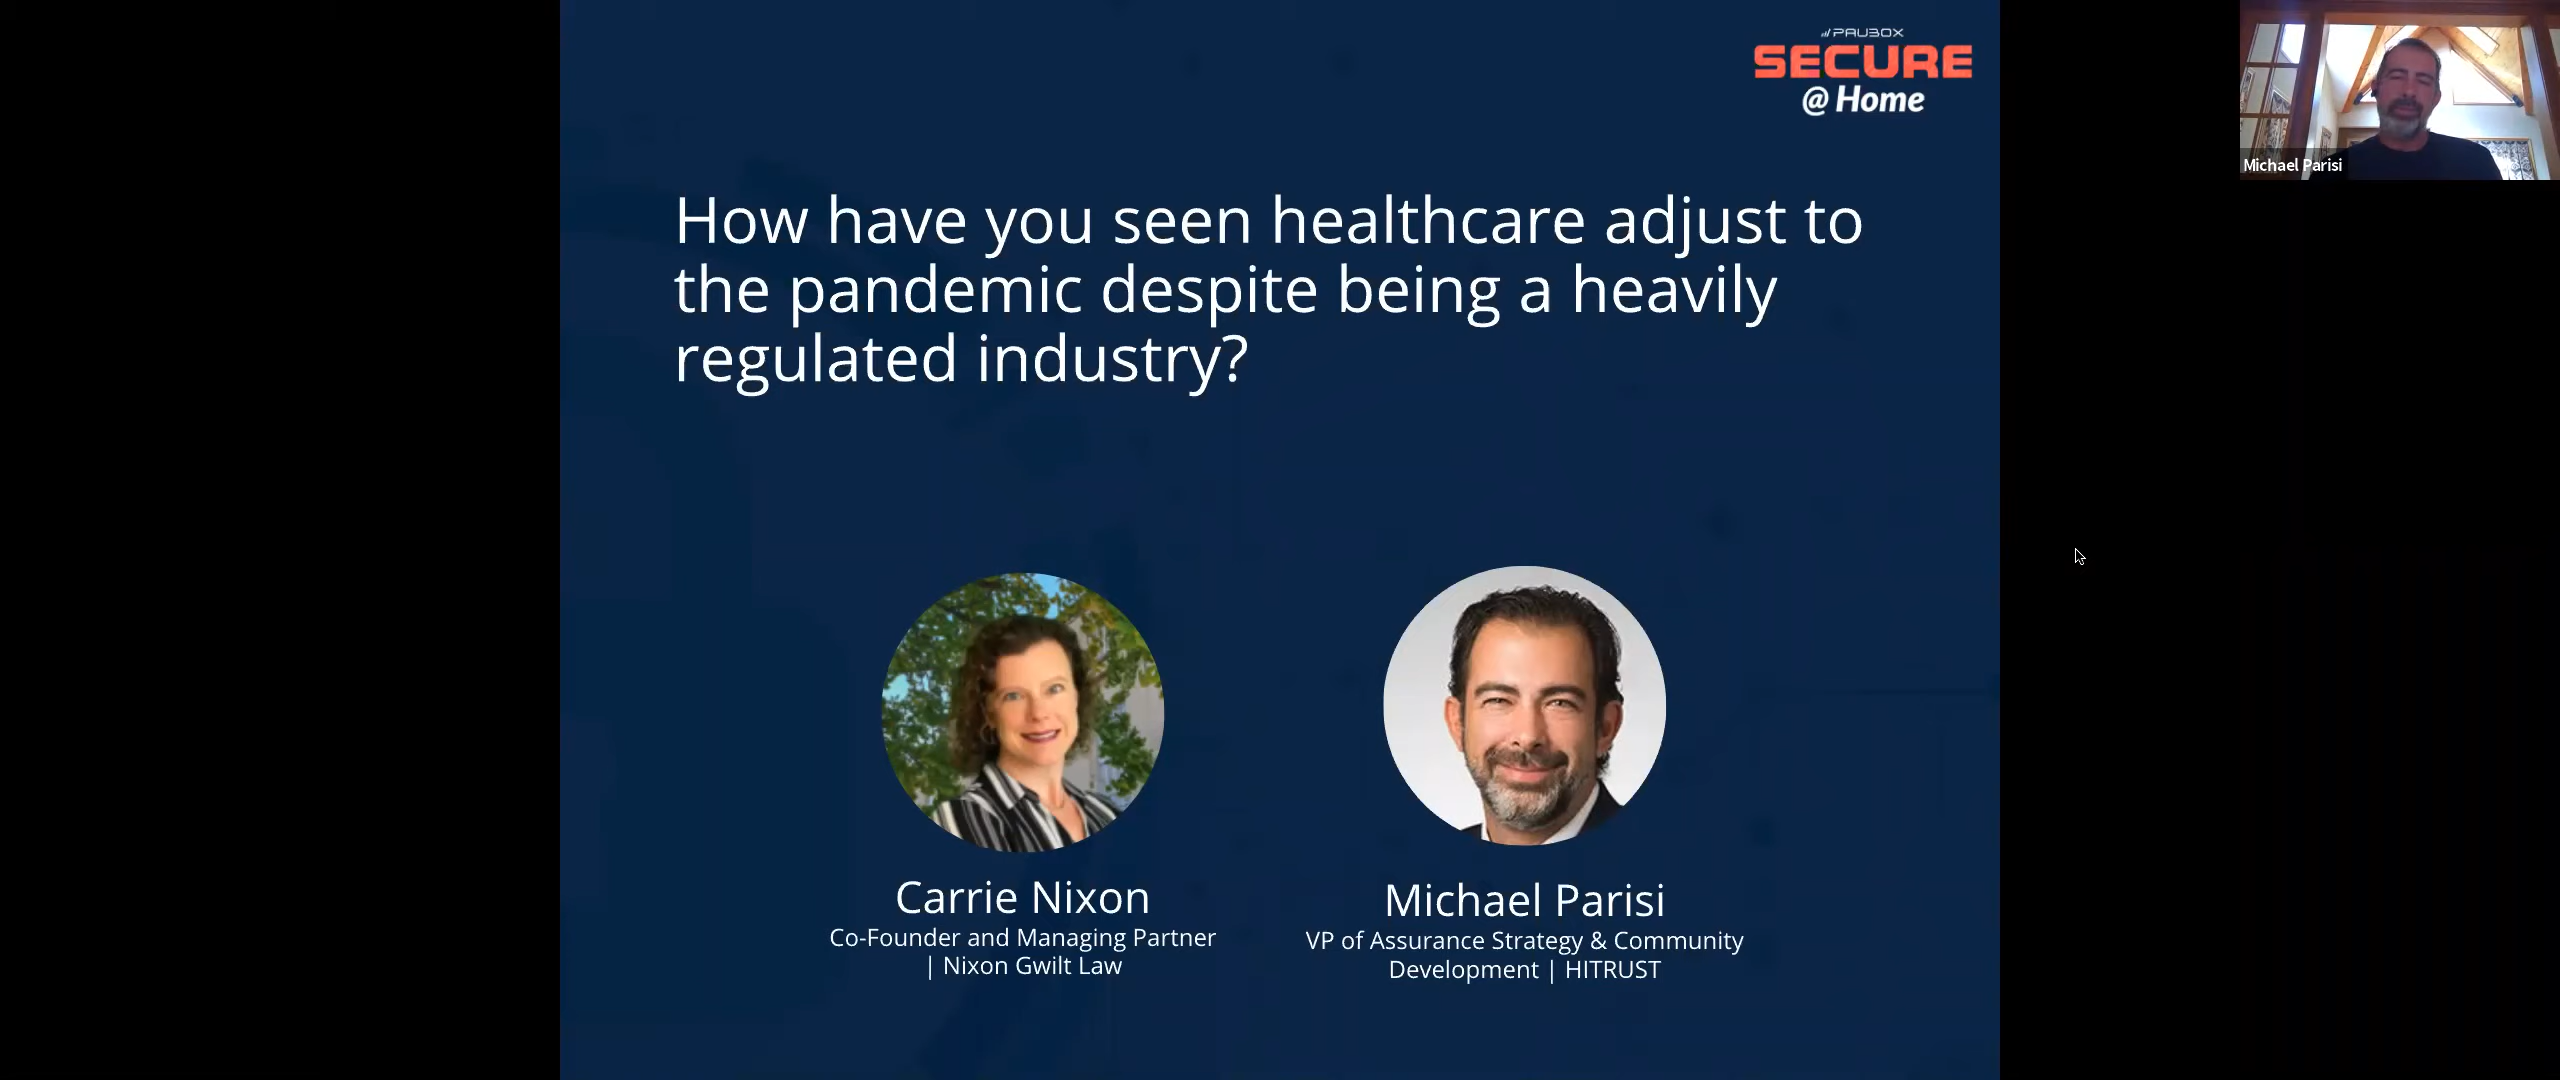 PAUBOX
SECURE
@ Home
Michael Parisi
How have you seen healthcare adjust to
the pandemic despite being a heavily
regulated industry?
Carrie Nixon
Co-Founder and Managing Partner
| Nixon Gwilt Law
Michael Parisi
VP of Assurance Strategy & Community
Development | HITRUST